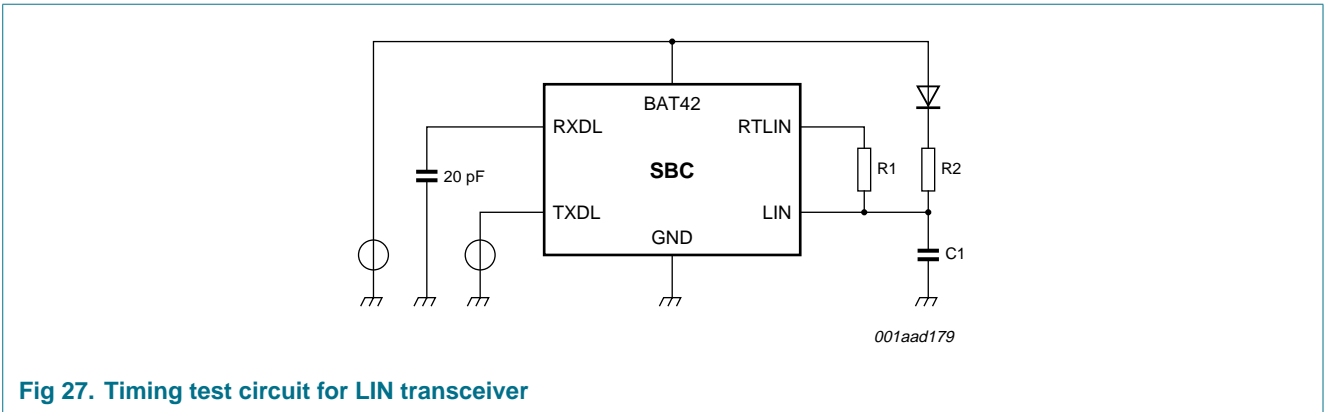 BAT42
RXDL
RTLIN
20 pF
SBC
R1
R2
TXDL
LIN
GND
C1
001aad179
Fig 27. Timing test circuit for LIN transceiver